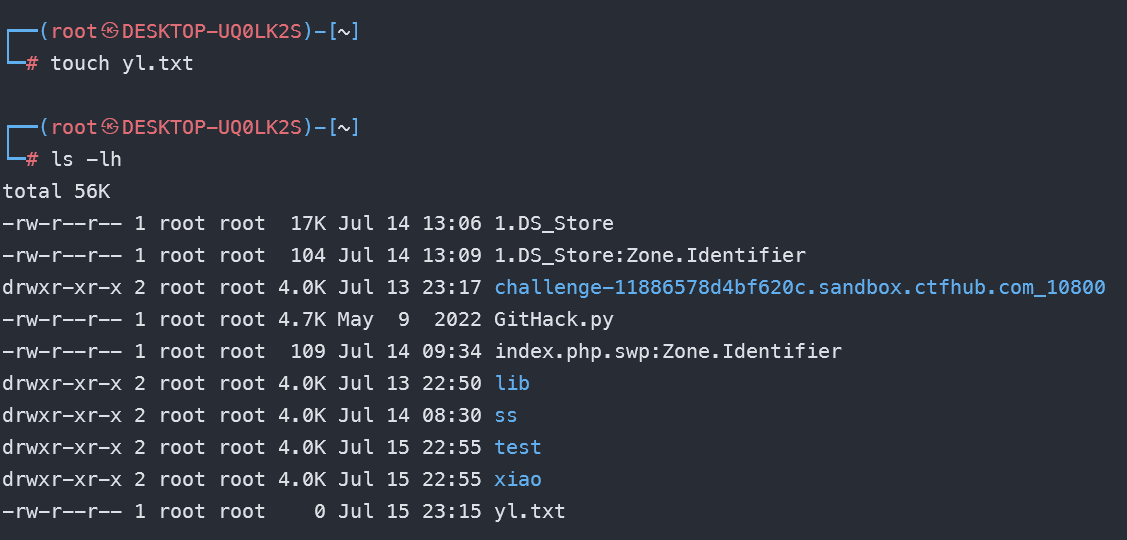 ┌──(root㉿DESKTOP-UQ0LK2S)-[~]
└─# touch yl.txt
┌──(root㉿DESKTOP-UQ0LK2S)-[~]
└─# ls -lh
total 56K
-rw-r--r-- 1 root root  17K Jul 14 13:06 1.DS_Store
-rw-r--r-- 1 root root  104 Jul 14 13:09 1.DS_Store:Zone.Identifier
drwxr-xr-x 2 root root 4.0K Jul 13 23:17 challenge-11886578d4bf620c.sandbox.ctfhub.com_10800
-rw-r--r-- 1 root root 4.7K May  9  2022 GitHack.py
-rw-r--r-- 1 root root  109 Jul 14 09:34 index.php.swp:Zone.Identifier
drwxr-xr-x 2 root root 4.0K Jul 13 22:50 lib
drwxr-xr-x 2 root root 4.0K Jul 14 08:30 ss
drwxr-xr-x 2 root root 4.0K Jul 15 22:55 test
drwxr-xr-x 2 root root 4.0K Jul 15 22:55 xiao
-rw-r--r-- 1 root root    0 Jul 15 23:15 yl.txt